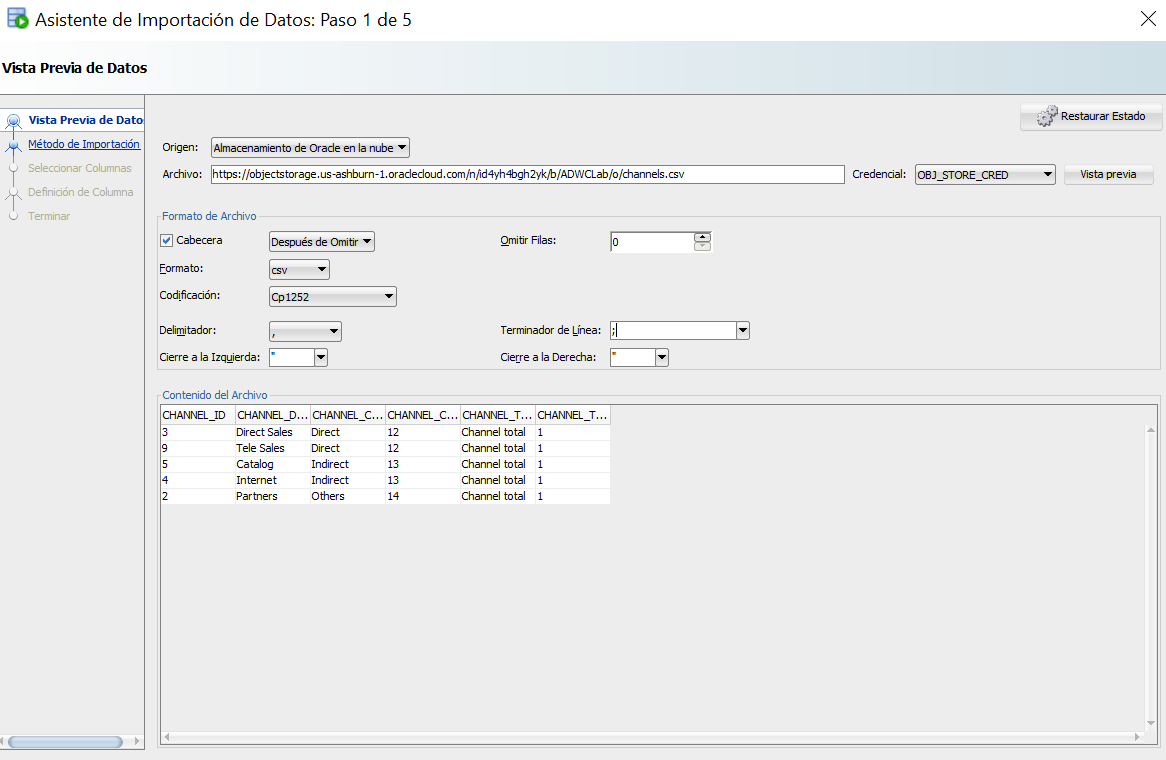 Asistente de Importación de Datos: Paso 1 de 5
Vista Previa de Datos
Vista Previa de Dato
Método de Importación
Seleccionar Columnas
Definición de Columna
Terminar
Restaurar Estado
Origen: Almacenamiento de Oracle en la nube
Archivo: https://objectstorage.us-ashburn-1.oraclecloud.com/n/id4yh4bgh2yk/b/ADWCLab/o/channels.csv Credencial: OBJ_STORE_CRED Vista previa
Formato de Archivo
Cabecera Después de Omitir Omitir Filas: 0
Formato: csv
Codificación: Cp1252
Delimitador: , Terminador de Línea: ;
Cierre a la Izquierda: " Cierre a la Derecha: "
Contenido del Archivo
CHANNEL_ID CHANNEL_D... CHANNEL_C... CHANNEL_C... CHANNEL_T... CHANNEL_T...
3 Direct Sales Direct 12 Channel total 1
9 Tele Sales Direct 12 Channel total 1
5 Catalog Indirect 13 Channel total 1
4 Internet Indirect 13 Channel total 1
2 Partners Others 14 Channel total 1